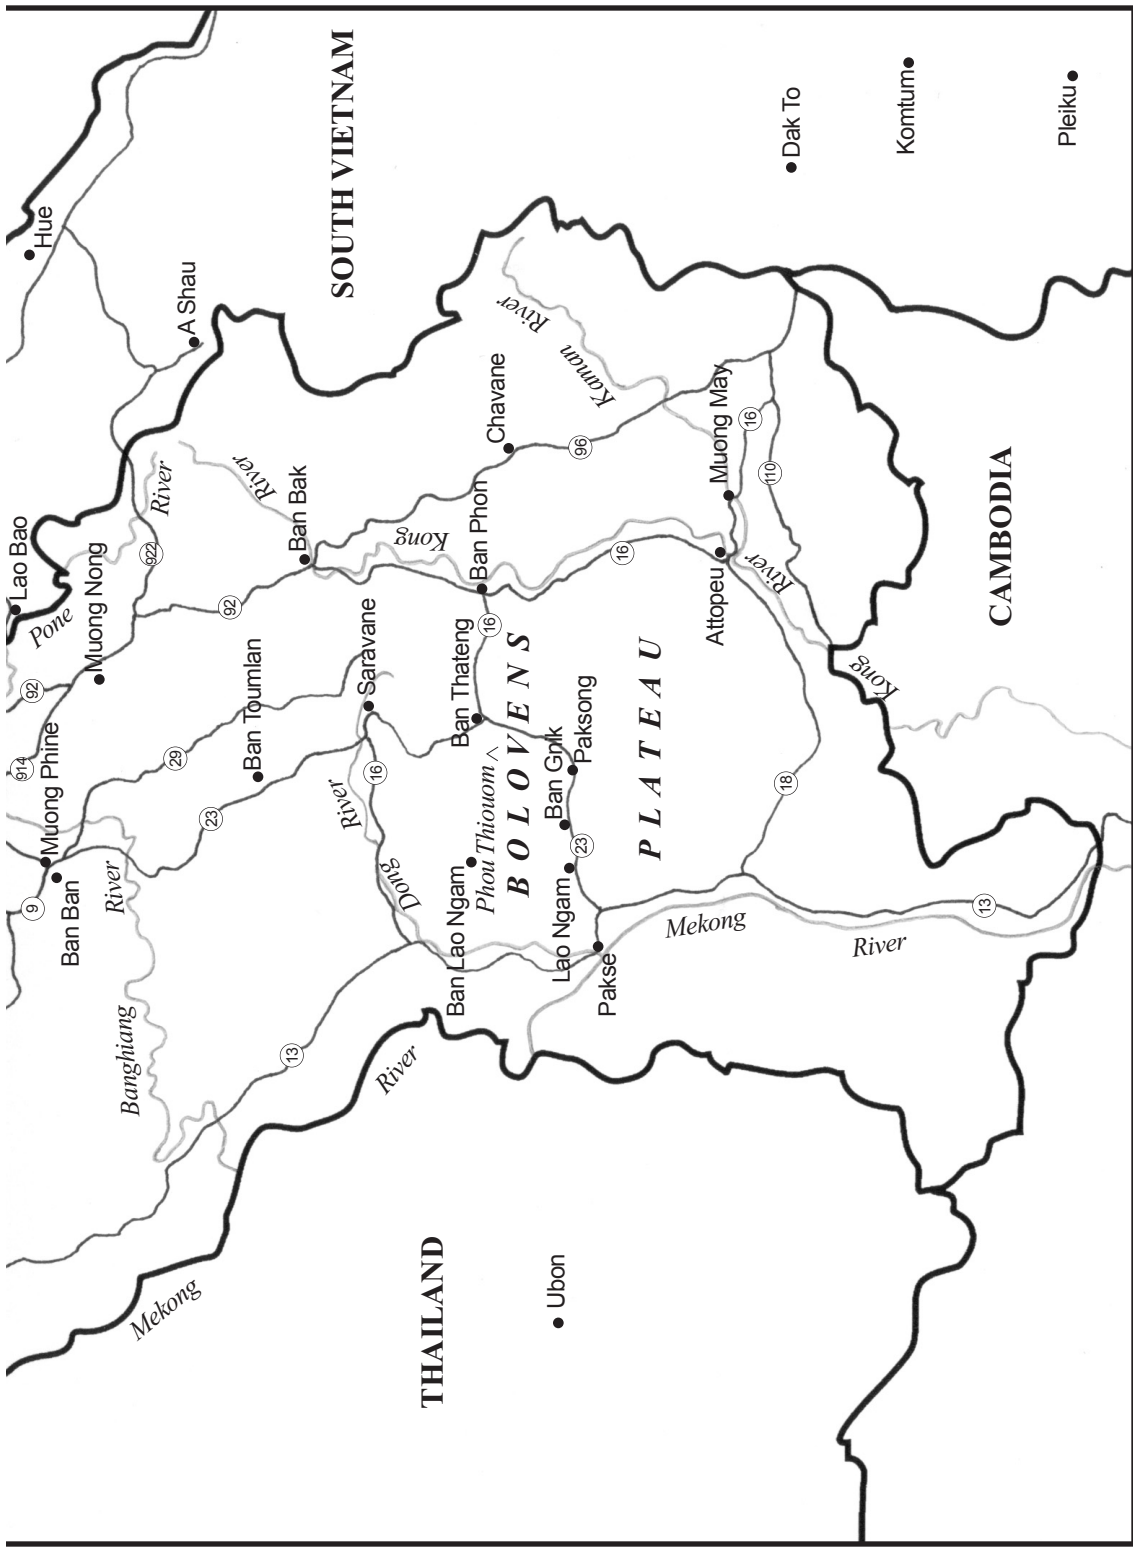 Hue
A Shau
SOUTH VIETNAM
Dak To
Komtum
Pleiku
Lao Bao
Pone
River
922
Muong Nong
92
92
914
Muong Phine
9
Ban Ban
River
Banghiang
29
23
Ban Toumlan
River
Ban Bak
Kong
Saravane
16
River
Dong
Chavane
96
River
Kaman
Ban Phon
16
16
Ban Thateng
BOLOVENS
PLATEAU
Phou Thiouom ^
Ban Lao Ngam
Ban Gnik
Paksong
Lao Ngam
23
Pakse
Muong May
16
110
Attopeu
River
Kong
18
CAMBODIA
Mekong
River
13
13
River
Mekong
THAILAND
Ubon